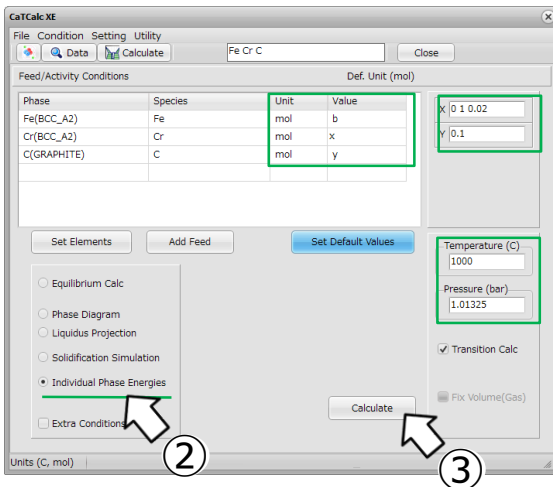 CaTCalc XE
File Condition Setting Utility
Data Calculate Fe Cr C Close
Feed/Activity Conditions Def. Unit (mol)
Phase Species Unit Value
Fe(BCC_A2) Fe mol b
Cr(BCC_A2) Cr mol x
C(GRAPHITE) C mol y
X 0 1 0.02
Y 0.1
Set Elements Add Feed Set Default Values
Temperature (C)
1000
Pressure (bar)
1.01325
Equilibrium Calc
Phase Diagram
Liquidus Projection
Solidification Simulation
Individual Phase Energies
Extra Conditions
Transition Calc
Fix Volume(Gas)
Calculate
②
③
Units (C, mol)